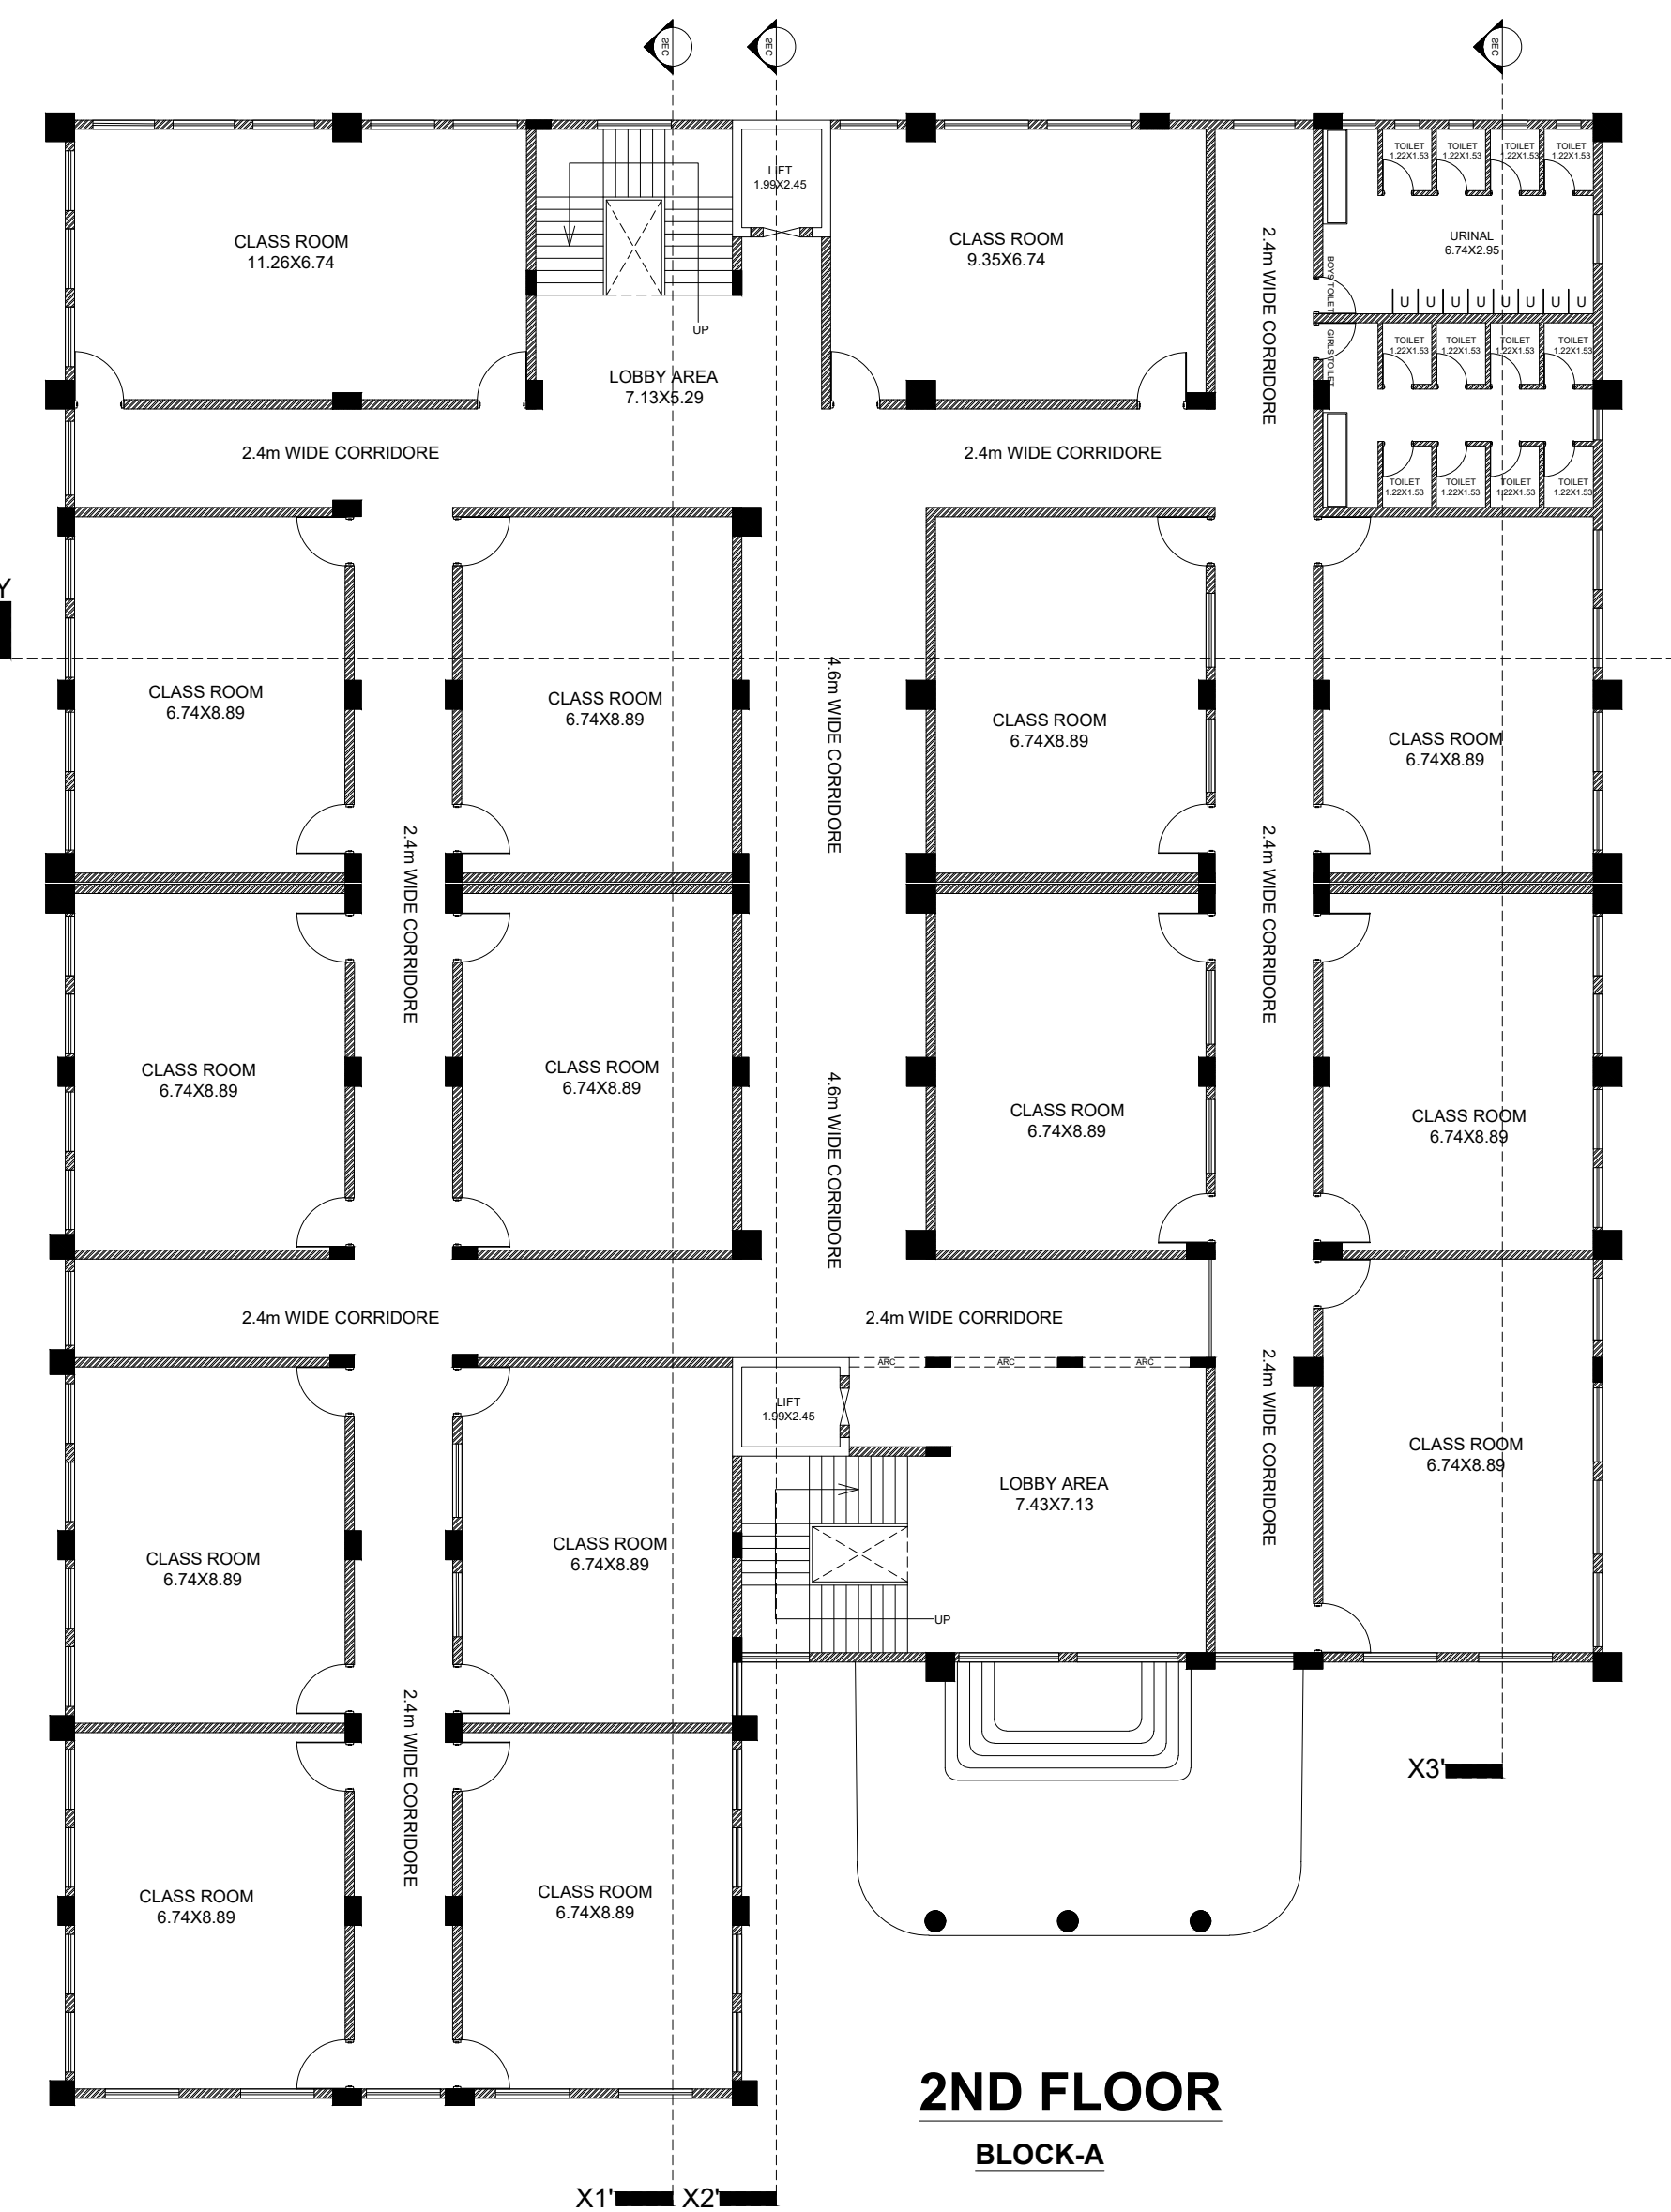 SEC
SEC
SEC
TOILET
1.22X1.53
TOILET
1.22X1.53
TOILET
1.22X1.53
TOILET
1.22X1.53
LIFT
1.99X2.45
CLASS ROOM
11.26X6.74
CLASS ROOM
9.35X6.74
2.4m WIDE CORRIDORE
URINAL
6.74X2.95
BOYS TOILET
U U U U U U U U
UP
GIRLS TOILET
TOILET
1.22X1.53
TOILET
1.22X1.53
TOILET
1.22X1.53
TOILET
1.22X1.53
LOBBY AREA
7.13X5.29
2.4m WIDE CORRIDORE
2.4m WIDE CORRIDORE
TOILET
1.22X1.53
TOILET
1.22X1.53
TOILET
1.22X1.53
TOILET
1.22X1.53
Y
CLASS ROOM
6.74X8.89
CLASS ROOM
6.74X8.89
4.6m WIDE CORRIDORE
CLASS ROOM
6.74X8.89
CLASS ROOM
6.74X8.89
2.4m WIDE CORRIDORE
2.4m WIDE CORRIDORE
CLASS ROOM
6.74X8.89
CLASS ROOM
6.74X8.89
4.6m WIDE CORRIDORE
CLASS ROOM
6.74X8.89
CLASS ROOM
6.74X8.89
2.4m WIDE CORRIDORE
2.4m WIDE CORRIDORE
ARC
ARC
ARC
LIFT
1.99X2.45
2.4m WIDE CORRIDORE
CLASS ROOM
6.74X8.89
LOBBY AREA
7.43X7.13
CLASS ROOM
6.74X8.89
CLASS ROOM
6.74X8.89
UP
2.4m WIDE CORRIDORE
X3'
CLASS ROOM
6.74X8.89
CLASS ROOM
6.74X8.89
2ND FLOOR
BLOCK-A
X1'
X2'